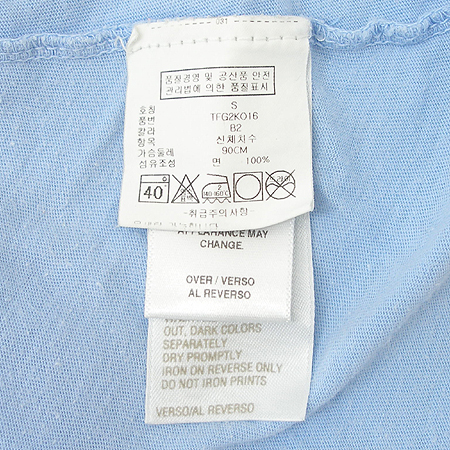 품질경영 및 공산품 안전
관리법에 의한 품질표시
호칭 S
품번 TFG2KO16
칼라 B2
항목 신체치수
가슴둘레 90CM
섬유조성 면 100%
40°
2
140-160℃
-취급주의사항-
APPEARANCE MAY
CHANGE.
OVER / VERSO
AL REVERSO
OUT, DARK COLORS
SEPARATELY
DRY PROMPTLY
IRON ON REVERSE ONLY
DO NOT IRON PRINTS
VERSO/AL REVERSO